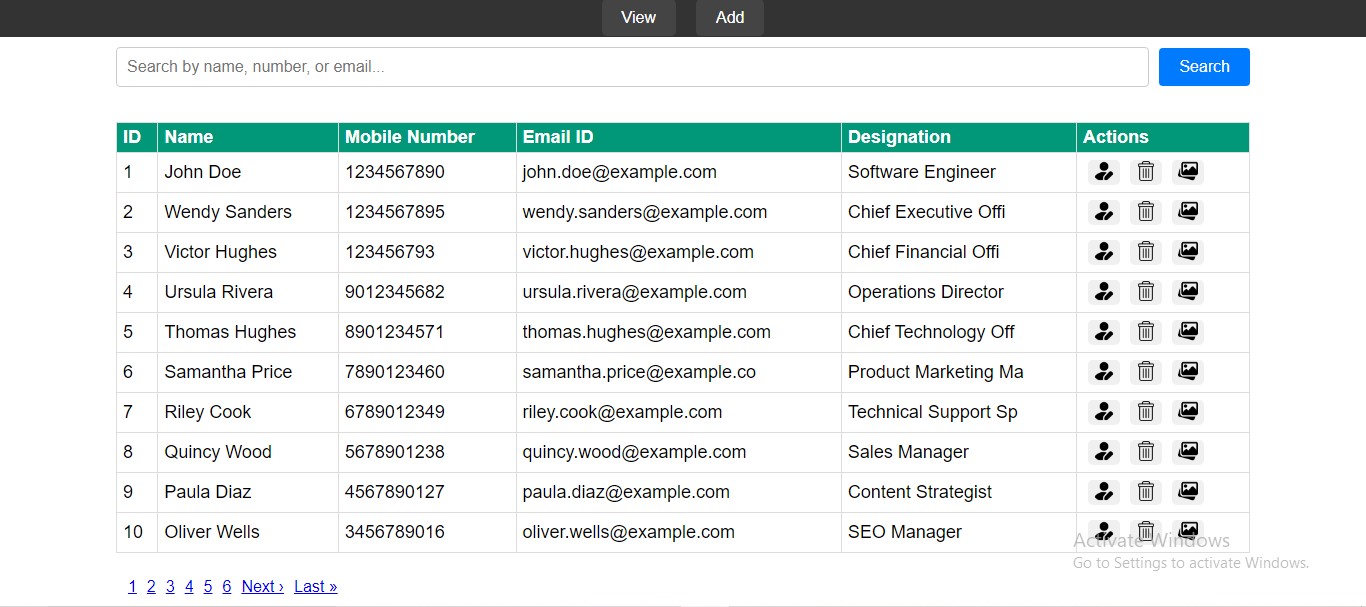 View Add
Search by name, number, or email... Search
ID Name Mobile Number Email ID Designation Actions
1 John Doe 1234567890 john.doe@example.com Software Engineer
2 Wendy Sanders 1234567895 wendy.sanders@example.com Chief Executive Offi
3 Victor Hughes 123456793 victor.hughes@example.com Chief Financial Offi
4 Ursula Rivera 9012345682 ursula.rivera@example.com Operations Director
5 Thomas Hughes 8901234571 thomas.hughes@example.com Chief Technology Off
6 Samantha Price 7890123460 samantha.price@example.co Product Marketing Ma
7 Riley Cook 6789012349 riley.cook@example.com Technical Support Sp
8 Quincy Wood 5678901238 quincy.wood@example.com Sales Manager
9 Paula Diaz 4567890127 paula.diaz@example.com Content Strategist
10 Oliver Wells 3456789016 oliver.wells@example.com SEO Manager
Activate Windows
Go to Settings to activate Windows.
1 2 3 4 5 6 Next › Last »